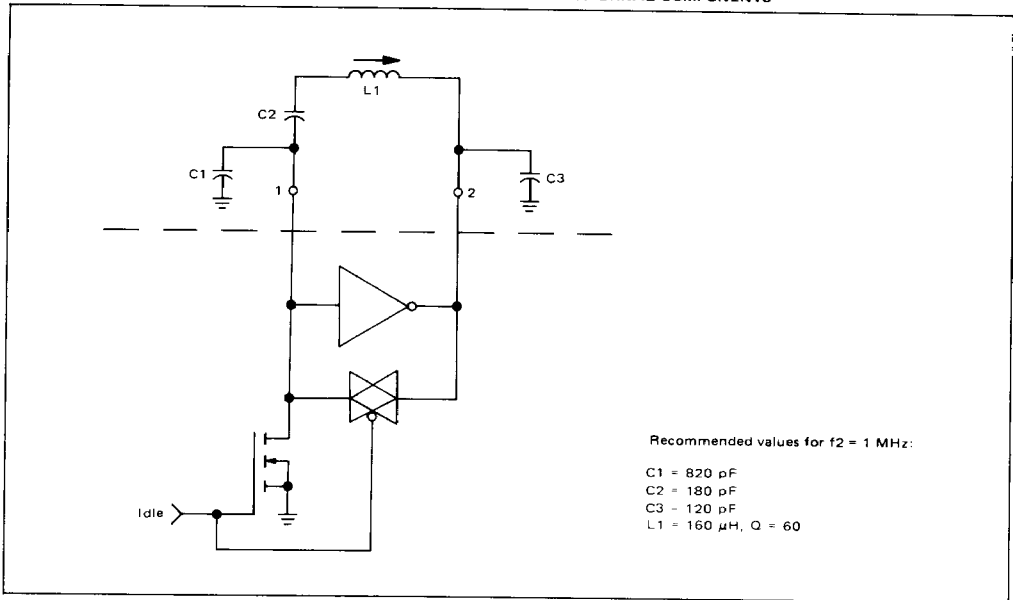 COMPONENTS
L1
C2
C1
C3
1
2
Idle
Recommended values for f2 = 1 MHz:
C1 = 820 pF
C2 = 180 pF
C3 - 120 pF
L1 = 160 µH, Q = 60